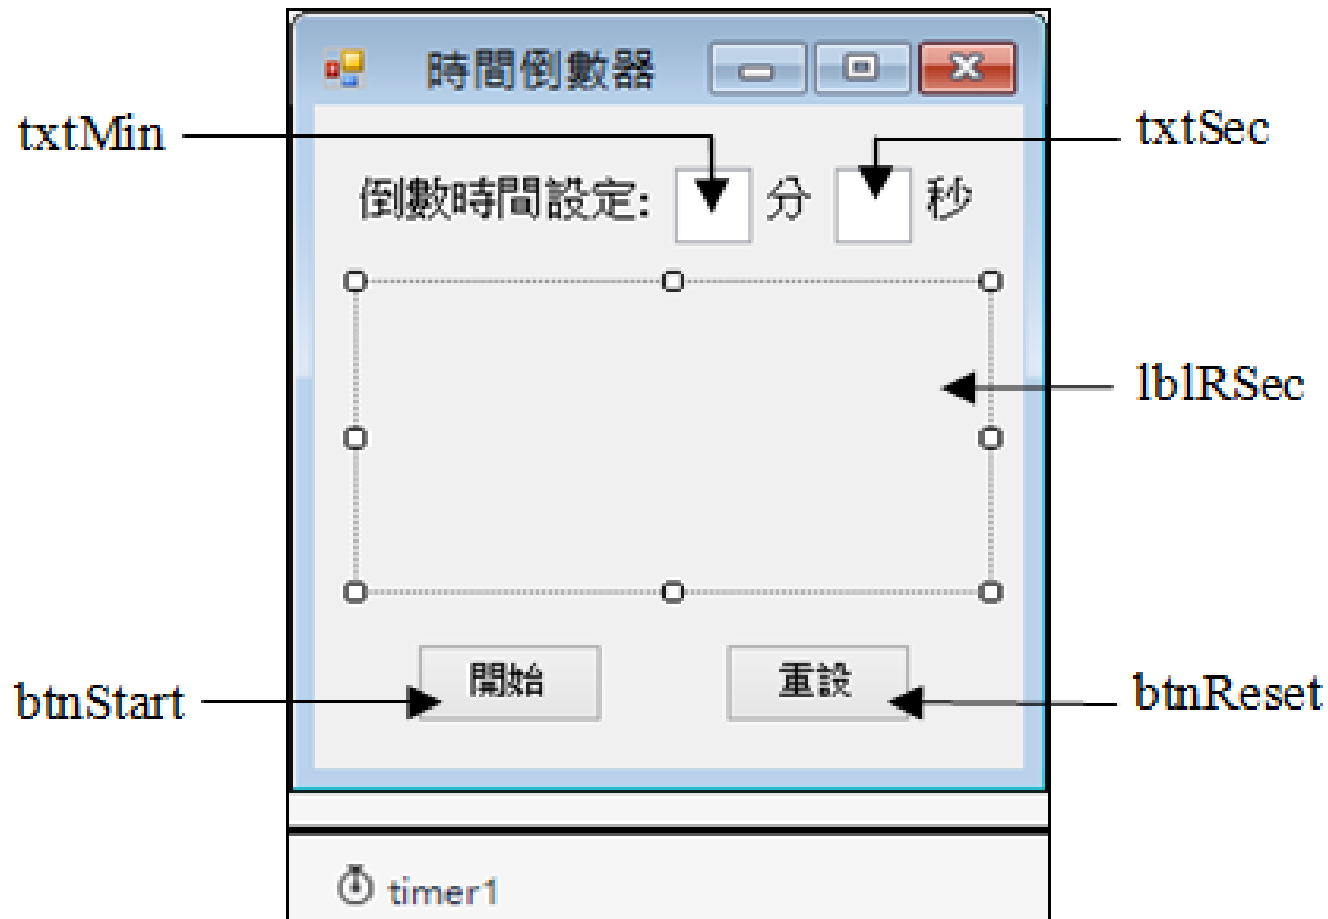 時間倒數器
txtMin
txtSec
倒數時間設定: 分 秒
lblRSec
開始 重設
btnStart
btnReset
timer1